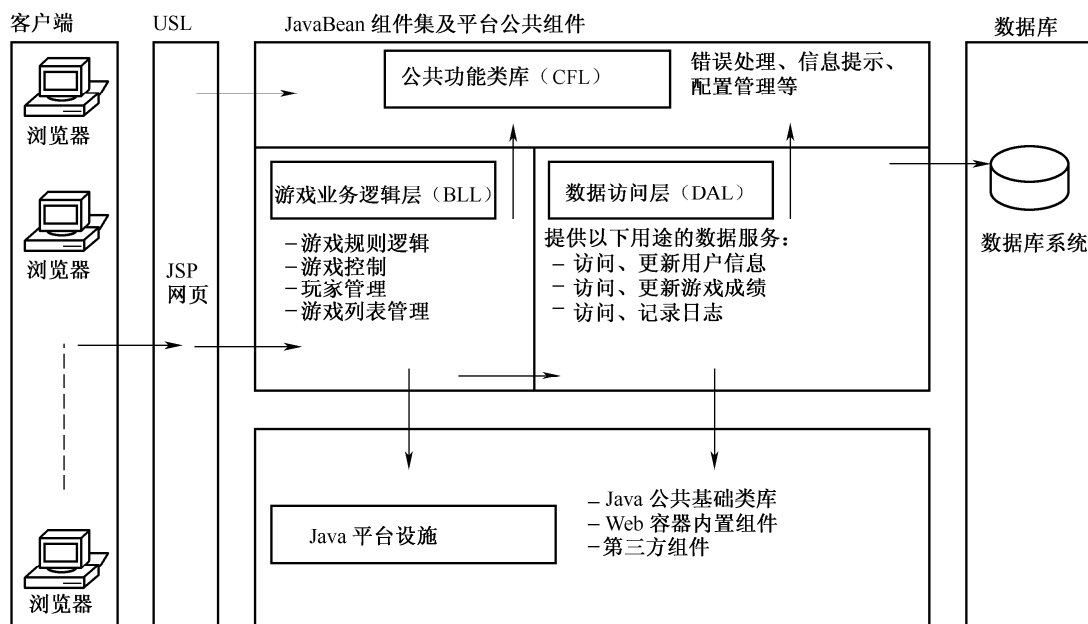 客户端
USL
JavaBean 组件集及平台公共组件
数据库
公共功能类库（CFL）
错误处理、信息提示、
配置管理等
浏览器
浏览器
JSP
网页
游戏业务逻辑层（BLL）
–游戏规则逻辑
–游戏控制
–玩家管理
–游戏列表管理
数据访问层（DAL）
提供以下用途的数据服务：
– 访问、更新用户信息
– 访问、更新游戏成绩
– 访问、记录日志
数据库系统
Java 平台设施
– Java 公共基础类库
– Web 容器内置组件
–第三方组件
浏览器